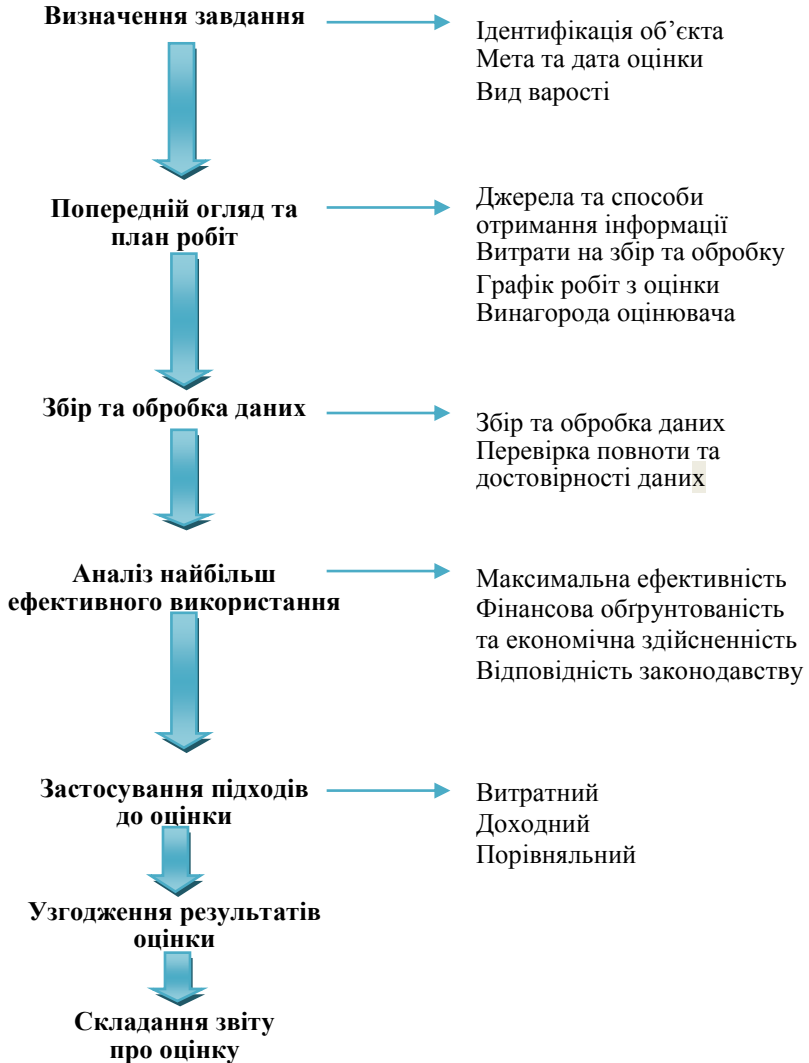 Визначення завдання
Ідентифікація об’єкта
Мета та дата оцінки
Вид варості
Попередній огляд та
план робіт
Джерела та способи
отримання інформації
Витрати на збір та обробку
Графік робіт з оцінки
Винагорода оцінювача
Збір та обробка даних
Збір та обробка даних
Перевірка повноти та
достовірності даних
Аналіз найбільш
ефективного використання
Максимальна ефективність
Фінансова обґрунтованість
та економічна здійсненність
Відповідність законодавству
Застосування підходів
до оцінки
Витратний
Доходний
Порівняльний
Узгодження результатів
оцінки
Складання звіту
про оцінку